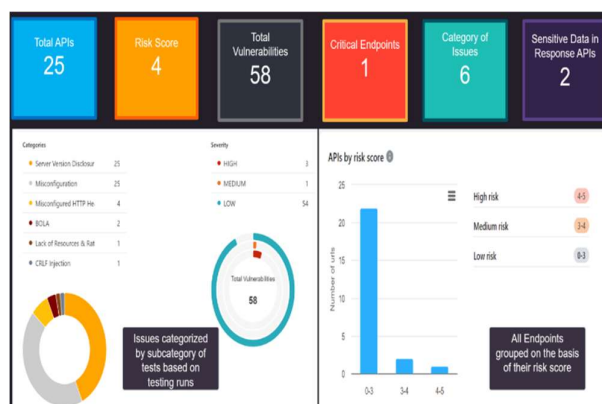 Total APIs
25
Risk Score
4
Total
Vulnerabilities
58
Critical Endpoints
1
Category of
Issues
6
Sensitive Data in
Response APIs
2
Categories
Server Version Disclosur 25
Misconfiguration 25
Misconfigured HTTP He 4
BOLA 2
Lack of Resources & Rat 1
CRLF Injection 1
Severity
HIGH 3
MEDIUM 1
LOW 54
Total Vulnerabilities
58
Issues categorized
by subcategory of
tests based on
testing runs
APIs by risk score
Number of urls
25
20
15
10
5
0
0-3 3-4 4-5
High risk 4-5
Medium risk 3-4
Low risk 0-3
All Endpoints
grouped on the basis
of their risk score